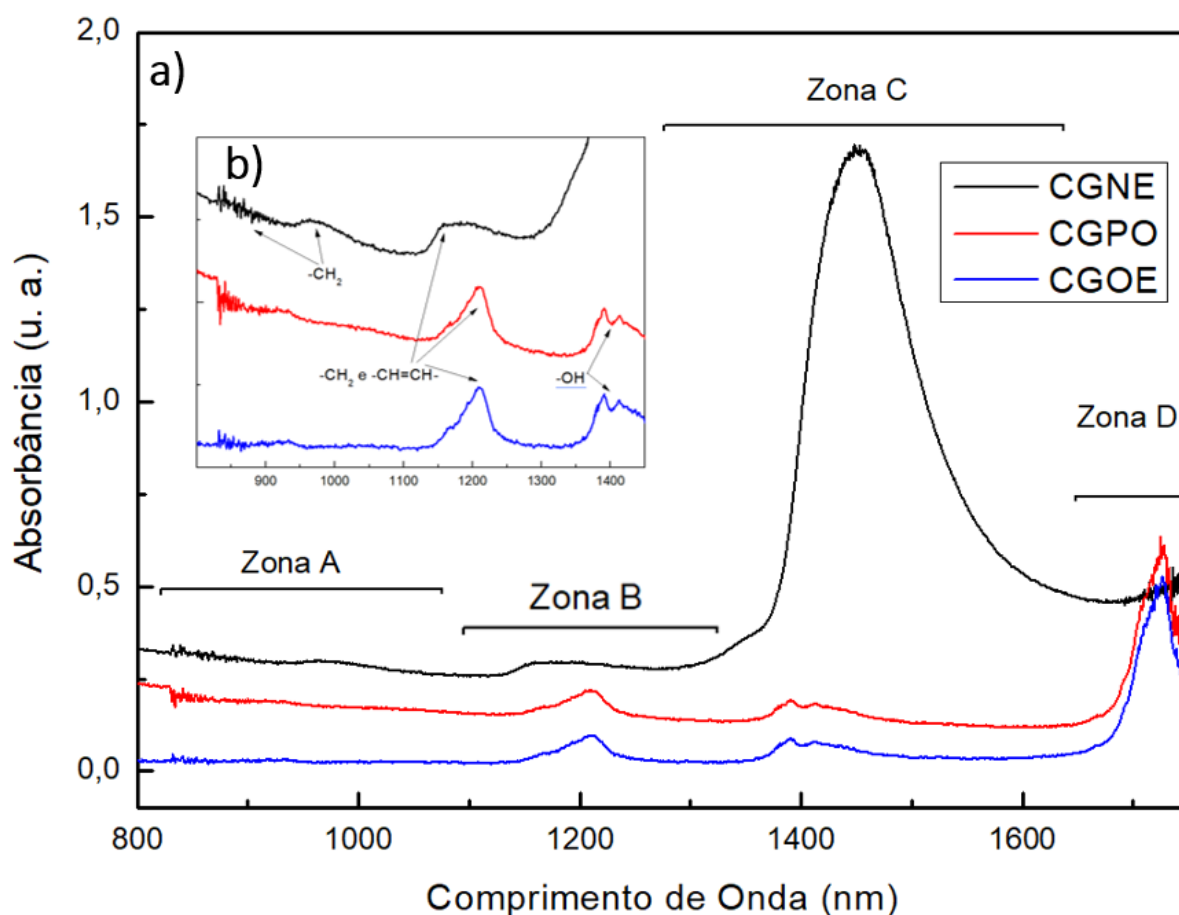 2,0
a)
Zona C
b)
CGNE
CGPO
CGOE
1,5
-CH₂
-CH₂ e -CH=CH-
-OH
900 1000 1100 1200 1300 1400
1,0
Zona D
Absorbância (u. a.)
Zona A
0,5
Zona B
0,0
800 1000 1200 1400 1600
Comprimento de Onda (nm)